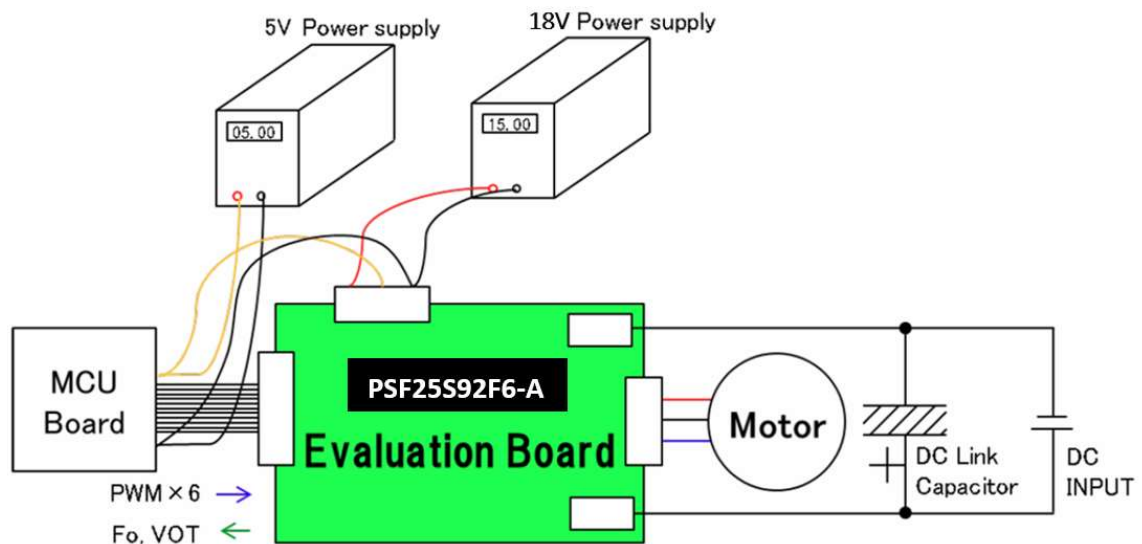 5V Power supply
18V Power supply
05.00
15.00
MCU
Board
PSF25S92F6-A
Evaluation Board
Motor
DC Link
Capacitor
DC
INPUT
PWM×6
Fo, VOT